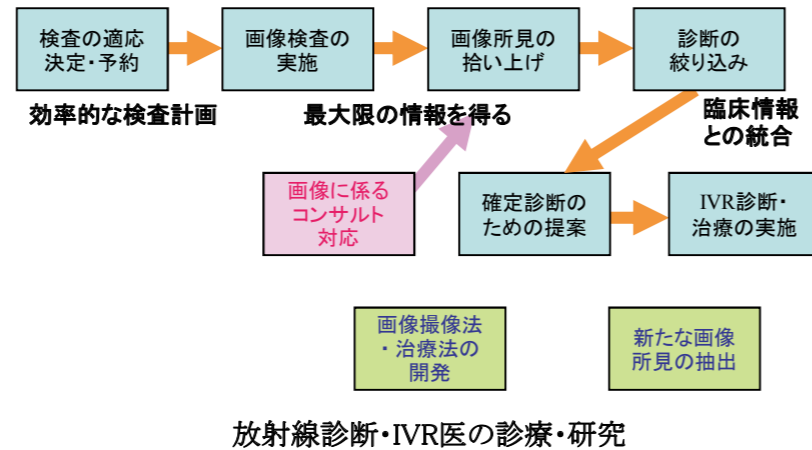 検査の適応
決定・予約
画像検査の
実施
画像所見の
拾い上げ
診断の
絞り込み
効率的な検査計画
最大限の情報を得る
臨床情報
との統合
画像に係る
コンサルト
対応
確定診断の
ための提案
IVR診断・
治療の実施
画像撮像法
・治療法の
開発
新たな画像
所見の抽出
放射線診断・IVR医の診療・研究